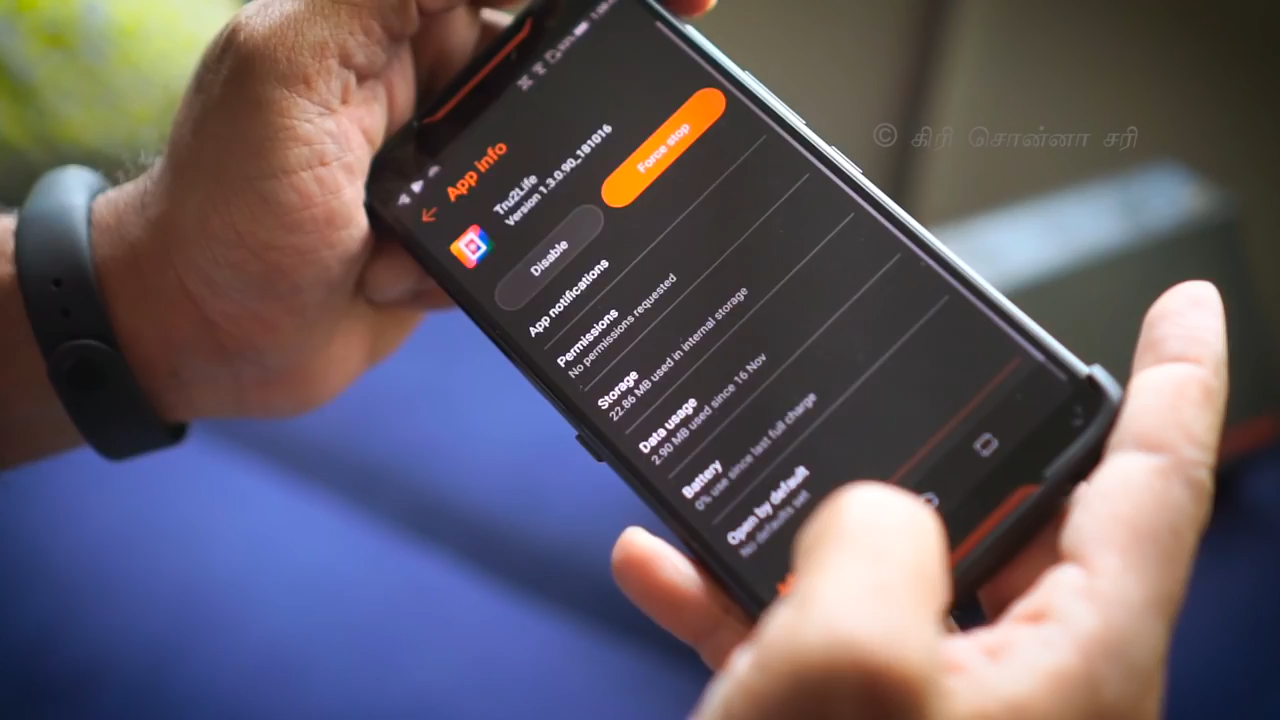 App info
Tru2Life
Version 1.3.0.90_181016
Disable
Force stop
App notifications
Permissions
No permissions requested
Storage
22.86 MB used in internal storage
Data usage
2.90 MB used since 16 Nov
Battery
0% use since last full charge
Open by default
No defaults set
© கிரி சொன்னா சரி